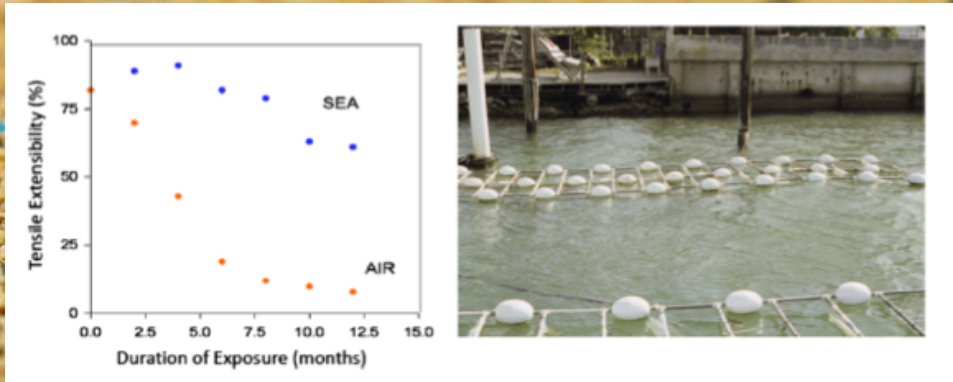 100
75
50
25
0
Tensile Extensibility (%)
SEA
AIR
0.0 2.5 5.0 7.5 10.0 12.5 15.0
Duration of Exposure (months)